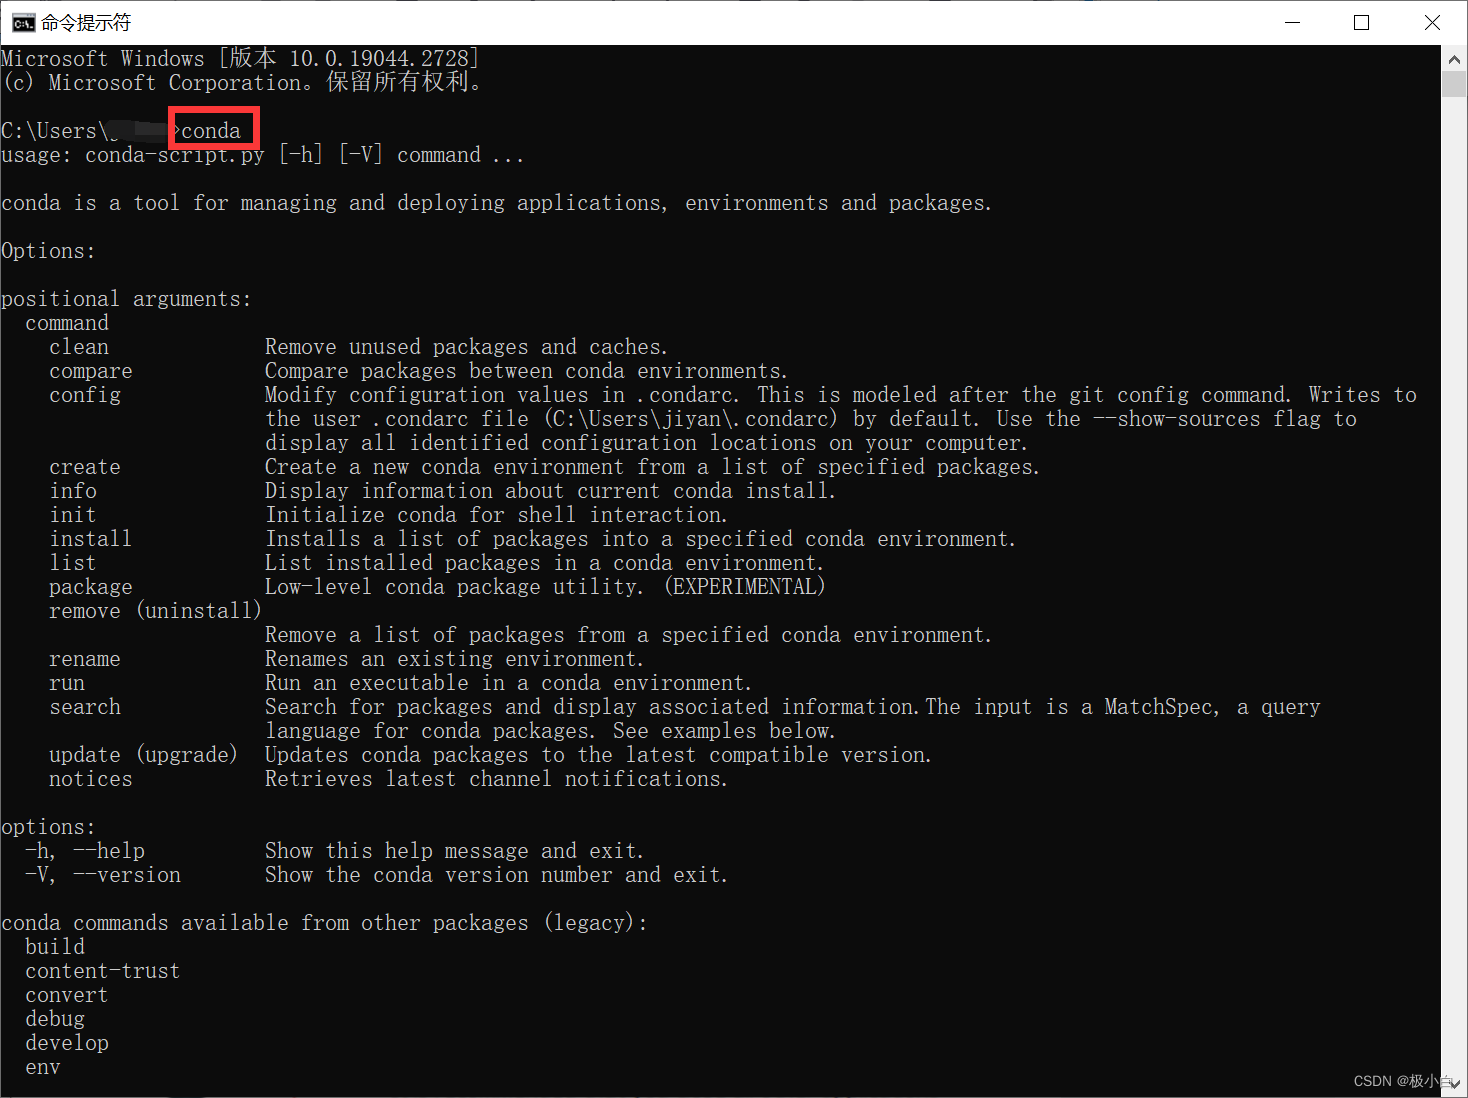 命令提示符
Microsoft Windows [版本 10.0.19044.2728]
(c) Microsoft Corporation。保留所有权利。
C:\Users\ >conda
usage: conda-script.py [-h] [-V] command ...
conda is a tool for managing and deploying applications, environments and packages.
Options:
positional arguments:
command
clean Remove unused packages and caches.
compare Compare packages between conda environments.
config Modify configuration values in .condarc. This is modeled after the git config command. Writes to
the user .condarc file (C:\Users\jiyan\.condarc) by default. Use the --show-sources flag to
display all identified configuration locations on your computer.
create Create a new conda environment from a list of specified packages.
info Display information about current conda install.
init Initialize conda for shell interaction.
install Installs a list of packages into a specified conda environment.
list List installed packages in a conda environment.
package Low-level conda package utility. (EXPERIMENTAL)
remove (uninstall)
Remove a list of packages from a specified conda environment.
rename Renames an existing environment.
run Run an executable in a conda environment.
search Search for packages and display associated information.The input is a MatchSpec, a query
language for conda packages. See examples below.
update (upgrade) Updates conda packages to the latest compatible version.
notices Retrieves latest channel notifications.
options:
-h, --help Show this help message and exit.
-V, --version Show the conda version number and exit.
conda commands available from other packages (legacy):
build
content-trust
convert
debug
develop
env
CSDN @极小白